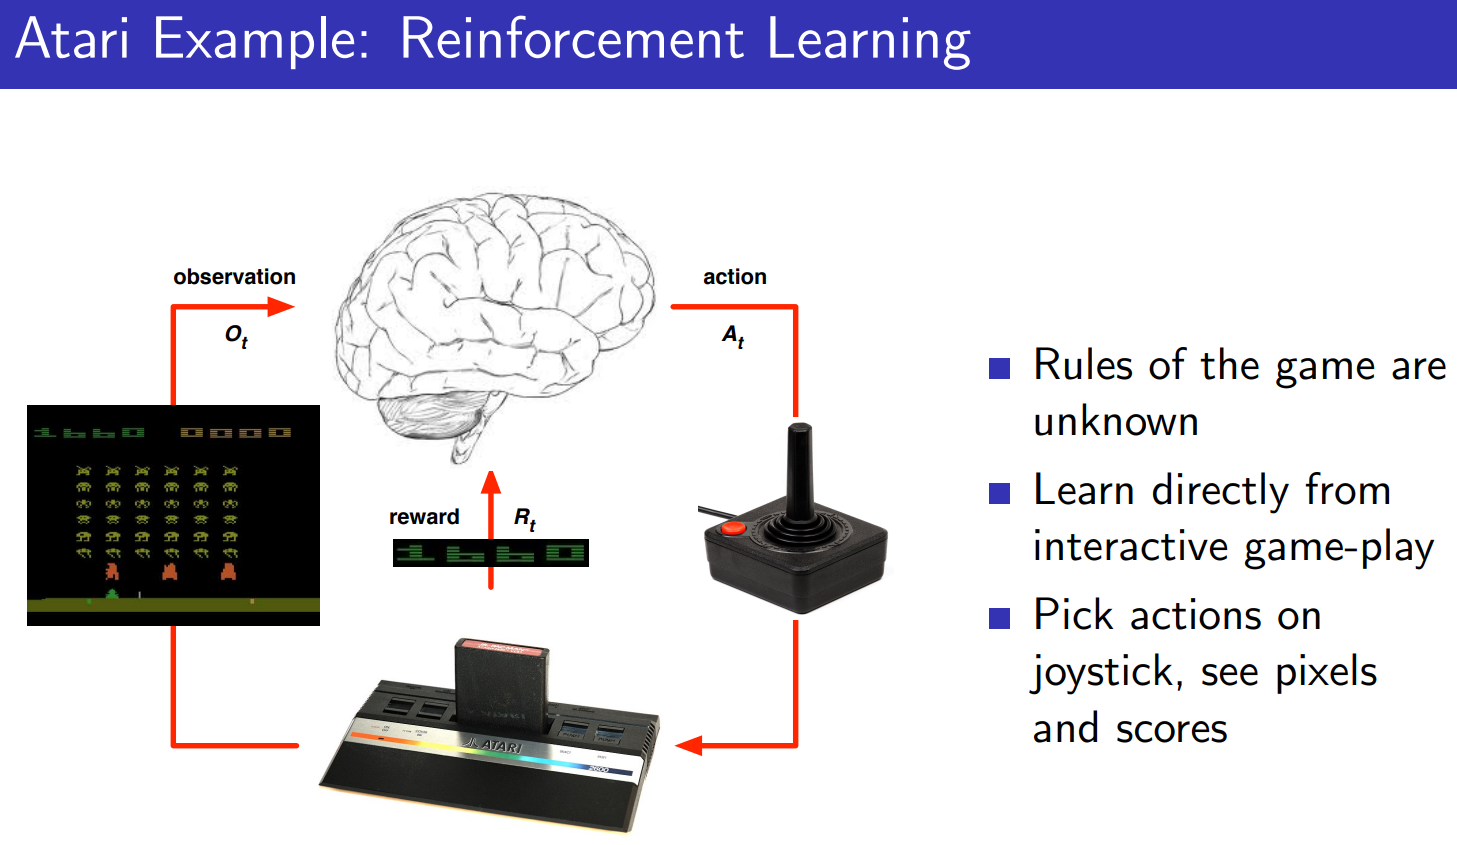 Atari Example: Reinforcement Learning
observation
O_t
action
A_t
1660 0000
reward
R_t
1660
ATARI
2600
Rules of the game are
unknown
Learn directly from
interactive game-play
Pick actions on
joystick, see pixels
and scores